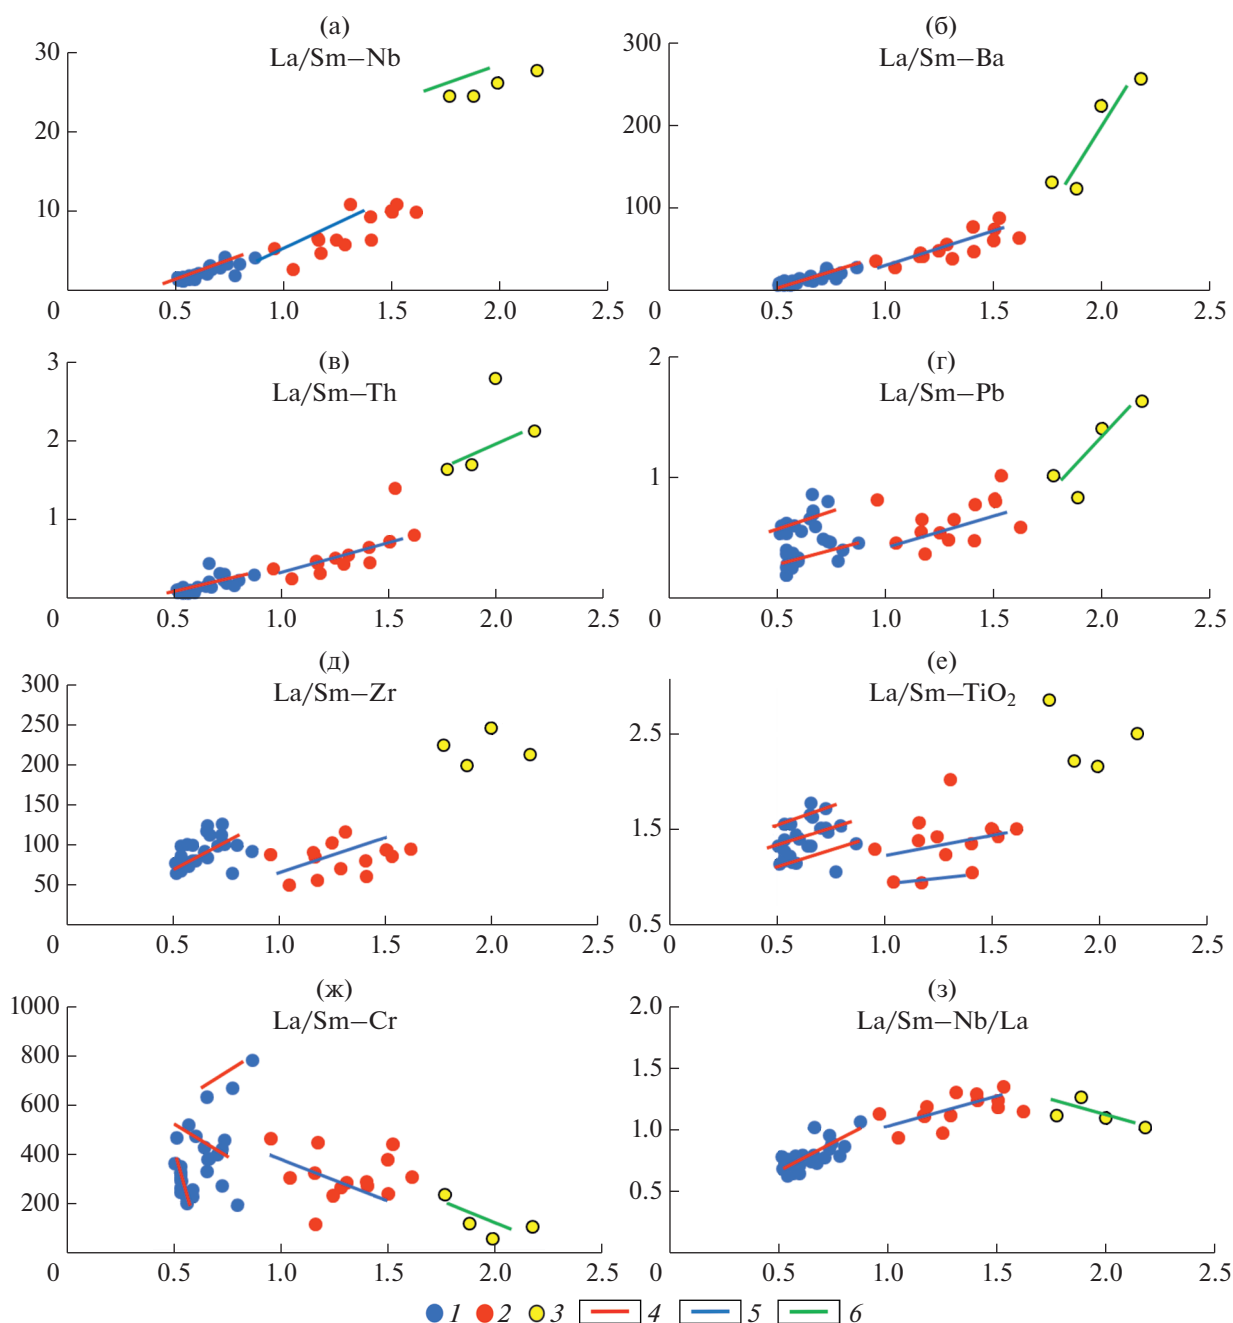 (а)
La/Sm–Nb
30
20
10
0 0.5 1.0 1.5 2.0 2.5
(б)
La/Sm–Ba
300
200
100
0 0.5 1.0 1.5 2.0 2.5
(в)
La/Sm–Th
3
2
1
0 0.5 1.0 1.5 2.0 2.5
(г)
La/Sm–Pb
2
1
0 0.5 1.0 1.5 2.0 2.5
(д)
La/Sm–Zr
300
250
200
150
100
50
0 0.5 1.0 1.5 2.0 2.5
(е)
La/Sm–TiO₂
2.5
1.5
0.5
0 0.5 1.0 1.5 2.0 2.5
(ж)
La/Sm–Cr
1000
800
600
400
200
0 0.5 1.0 1.5 2.0 2.5
(з)
La/Sm–Nb/La
2.0
1.5
1.0
0.5
0 0.5 1.0 1.5 2.0 2.5
1 2 3 4 5 6